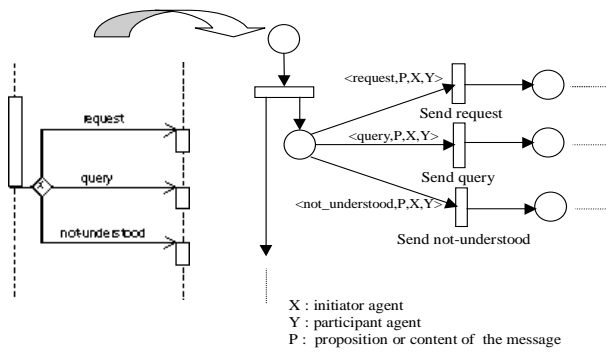 request
query
not-understood
x
<request,P,X,Y>
Send request
<query,P,X,Y>
Send query
<not_understood,P,X,Y>
Send not-understood
X : initiator agent
Y : participant agent
P : proposition or content of the message